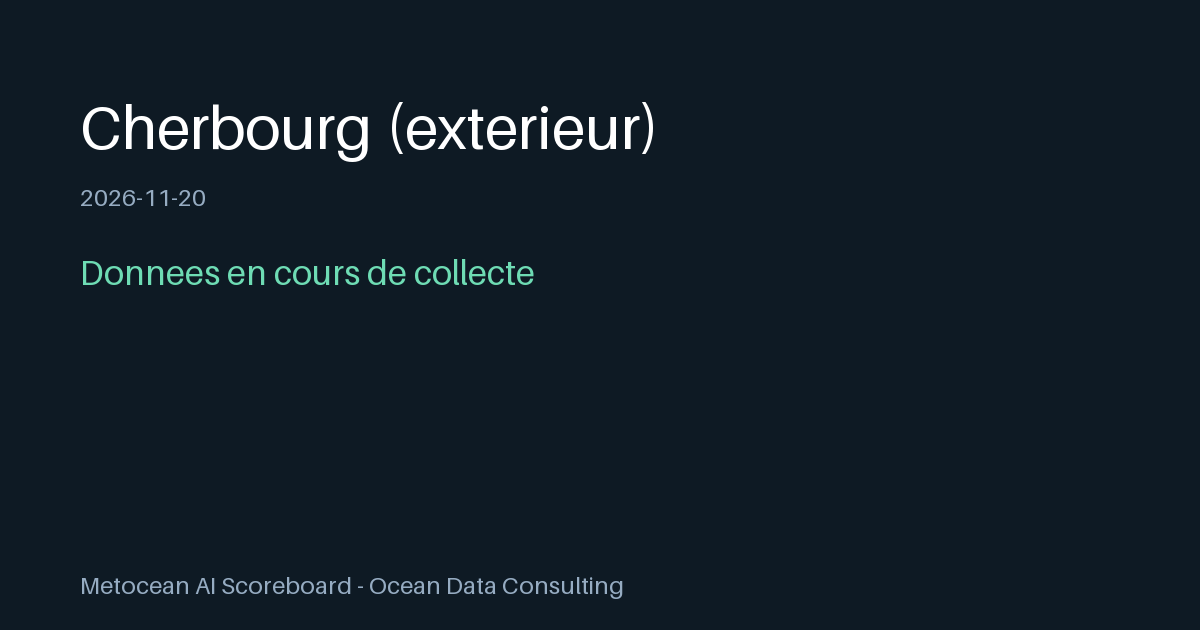 Cherbourg (exterieur)
2026-11-20
Donnees en cours de collecte
Metocean AI Scoreboard - Ocean Data Consulting